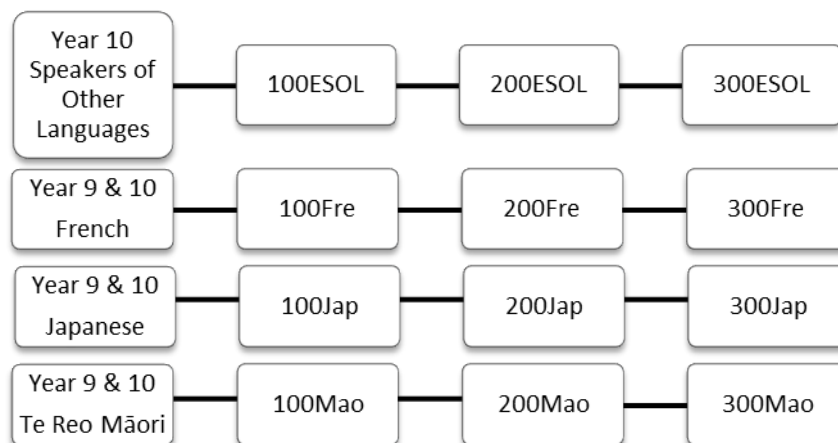 Year 10
Speakers of
Other
Languages
100ESOL
200ESOL
300ESOL
Year 9 & 10
French
100Fre
200Fre
300Fre
Year 9 & 10
Japanese
100Jap
200Jap
300Jap
Year 9 & 10
Te Reo Māori
100Mao
200Mao
300Mao